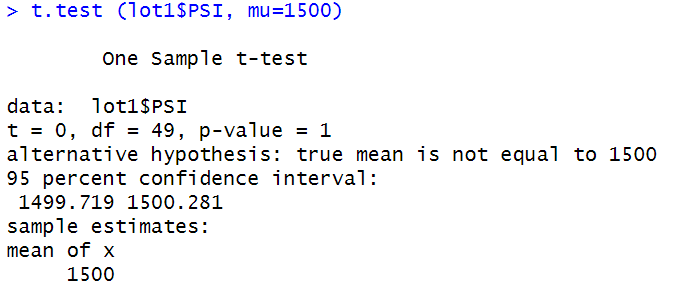 > t.test (lot1$PSI, mu=1500)
One Sample t-test
data:  lot1$PSI
t = 0, df = 49, p-value = 1
alternative hypothesis: true mean is not equal to 1500
95 percent confidence interval:
1499.719 1500.281
sample estimates:
mean of x
1500